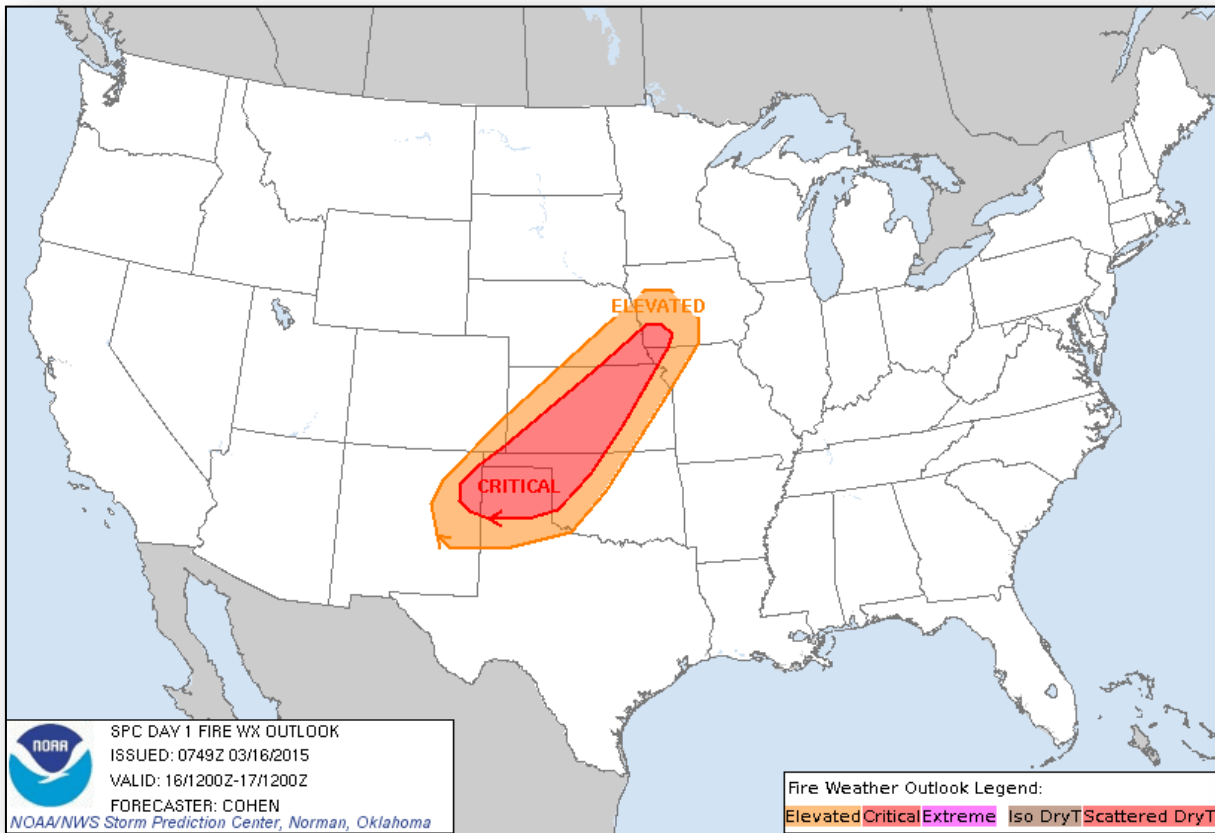 ELEVATED
CRITICAL
NOAA
SPC DAY 1 FIRE WX OUTLOOK
ISSUED: 0749Z 03/16/2015
VALID: 16/1200Z-17/1200Z
FORECASTER: COHEN
NOAA/NWS Storm Prediction Center, Norman, Oklahoma
Fire Weather Outlook Legend:
Elevated Critical Extreme Iso DryT Scattered DryT